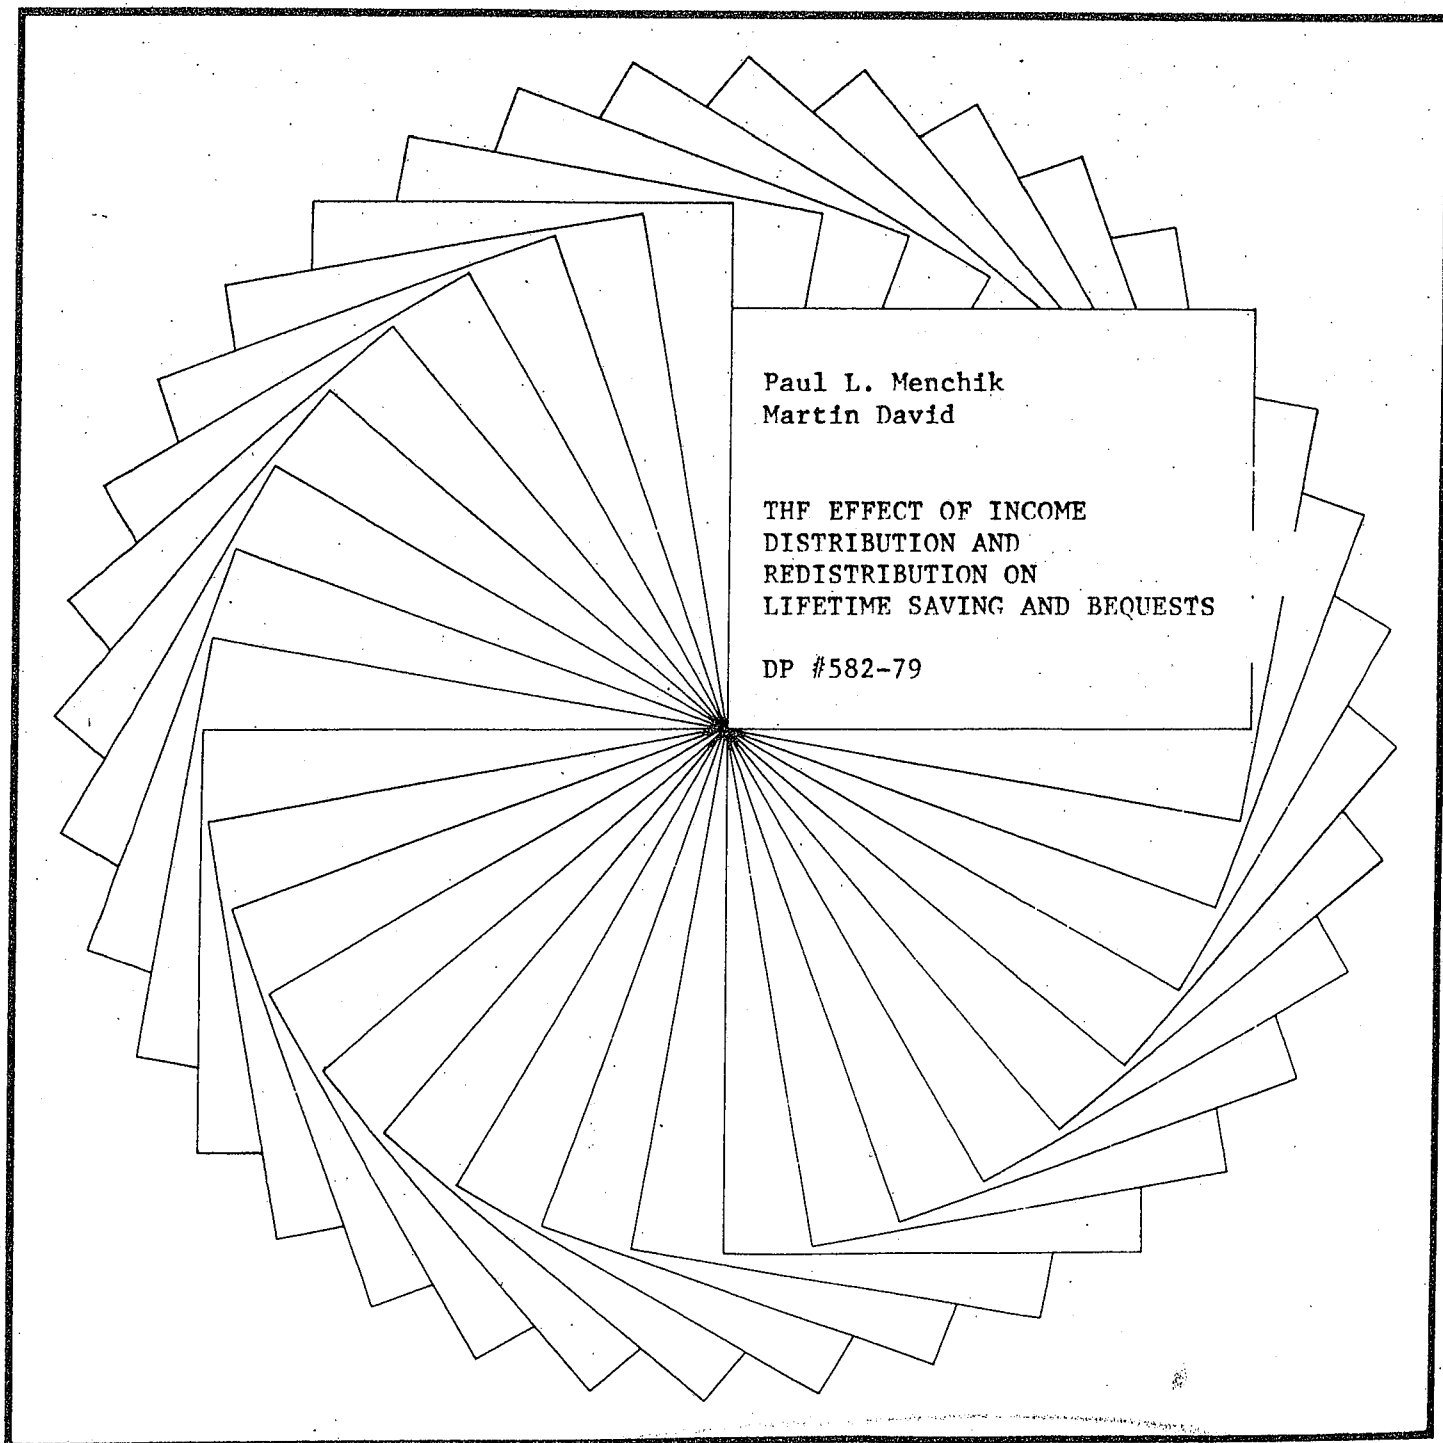 Paul L. Menchik
Martin David
THF EFFECT OF INCOME
DISTRIBUTION AND
REDISTRIBUTION ON
LIFETIME SAVING AND BEQUESTS
DP #582-79